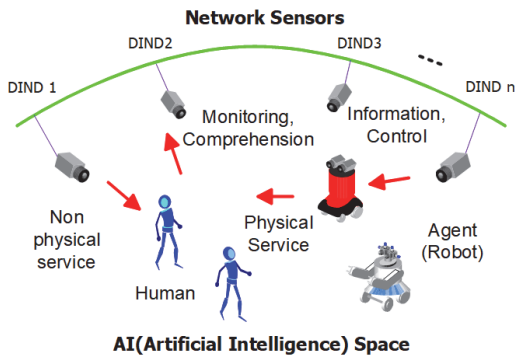 Network Sensors
DIND2
DIND3
DIND 1
DIND n
Monitoring,
Comprehension
Information,
Control
Non
physical
service
Physical
Service
Agent
(Robot)
Human
AI(Artificial Intelligence) Space